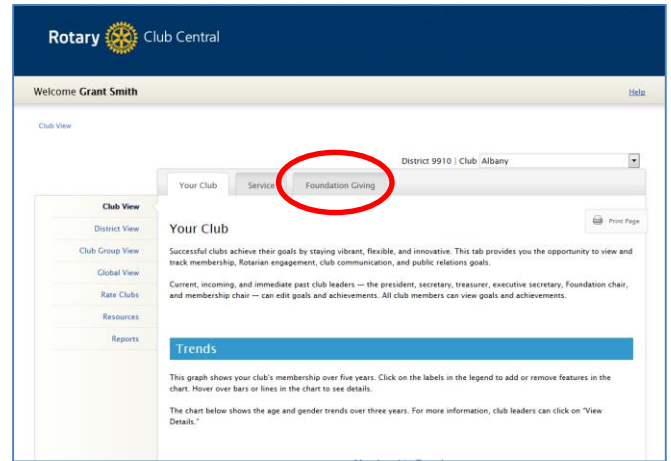 Rotary Club Central
Welcome Grant Smith
Help
Club View
District 9910 | Club Albany
Your Club
Service
Foundation Giving
Club View
District View
Club Group View
Global View
Rate Clubs
Resources
Reports
Print Page
Your Club
Successful clubs achieve their goals by staying vibrant, flexible, and innovative. This tab provides you the opportunity to view and
track membership, Rotarian engagement, club communication, and public relations goals.
Current, incoming, and immediate past club leaders — the president, secretary, treasurer, executive secretary, Foundation chair,
and membership chair — can edit goals and achievements. All club members can view goals and achievements.
Trends
This graph shows your club's membership over five years. Click on the labels in the legend to add or remove features in the
chart. Hover over bars or lines in the chart to see details.
The chart below shows the age and gender trends over three years. For more information, club leaders can click on "View
Details."